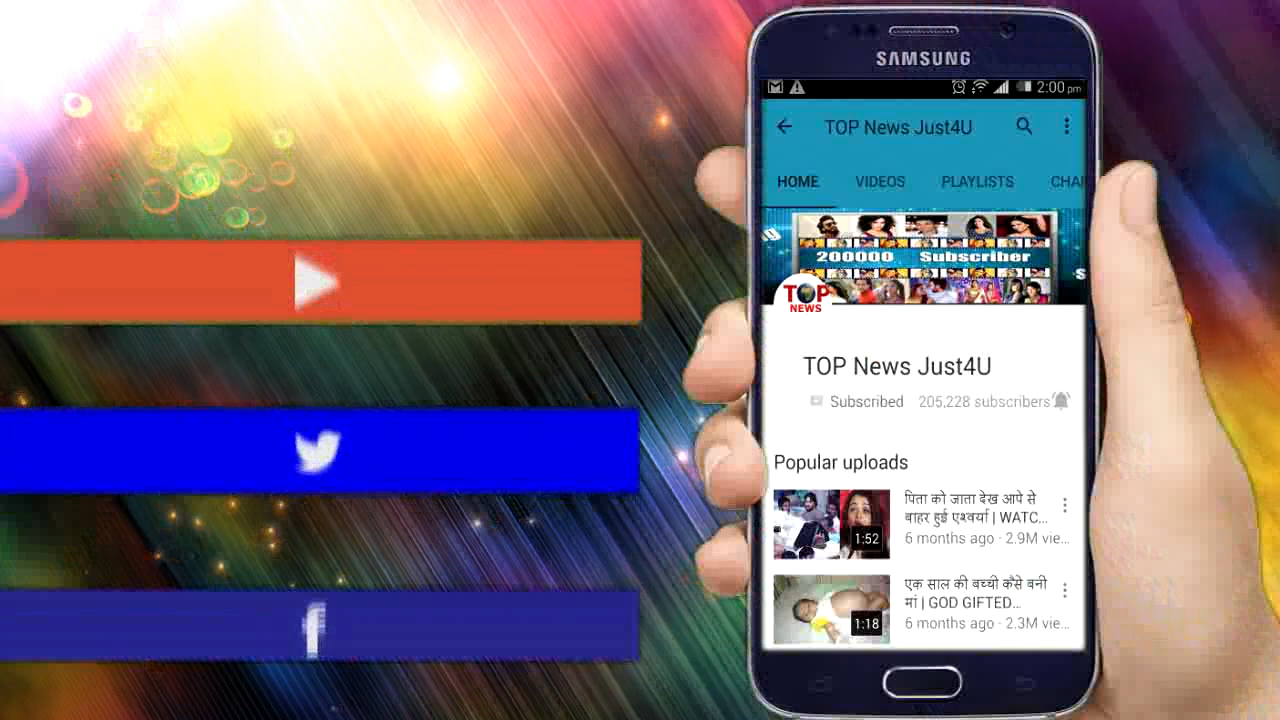 SAMSUNG
2:00 pm
TOP News Just4U
HOME VIDEOS PLAYLISTS CHA
200000 Subscriber
S
TOP
NEWS
TOP News Just4U
Subscribed 205,228 subscribers
Popular uploads
पिता को जाता देख आपे से
बाहर हुई एश्वर्या | WATC...
1:52
6 months ago · 2.9M vie...
एक साल की बच्ची कैसे बनी
मां | GOD GIFTED...
1:18
6 months ago · 2.3M vie...